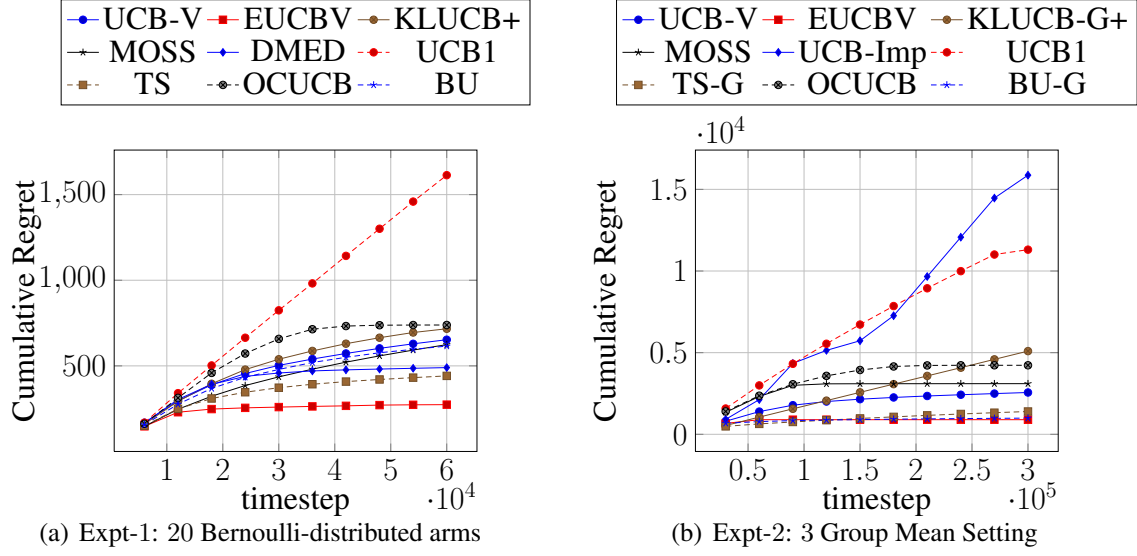 UCB-V EUCBV KLUCB+
MOSS DMED UCB1
TS OCUCB BU
1,500
1,000
500
Cumulative Regret
1 2 3 4 5 6
timestep
·10^4
(a) Expt-1: 20 Bernoulli-distributed arms
UCB-V EUCBV KLUCB-G+
MOSS UCB-Imp UCB1
TS-G OCUCB BU-G
·10^4
1.5
1
0.5
0
Cumulative Regret
0.5 1 1.5 2 2.5 3
timestep
·10^5
(b) Expt-2: 3 Group Mean Setting